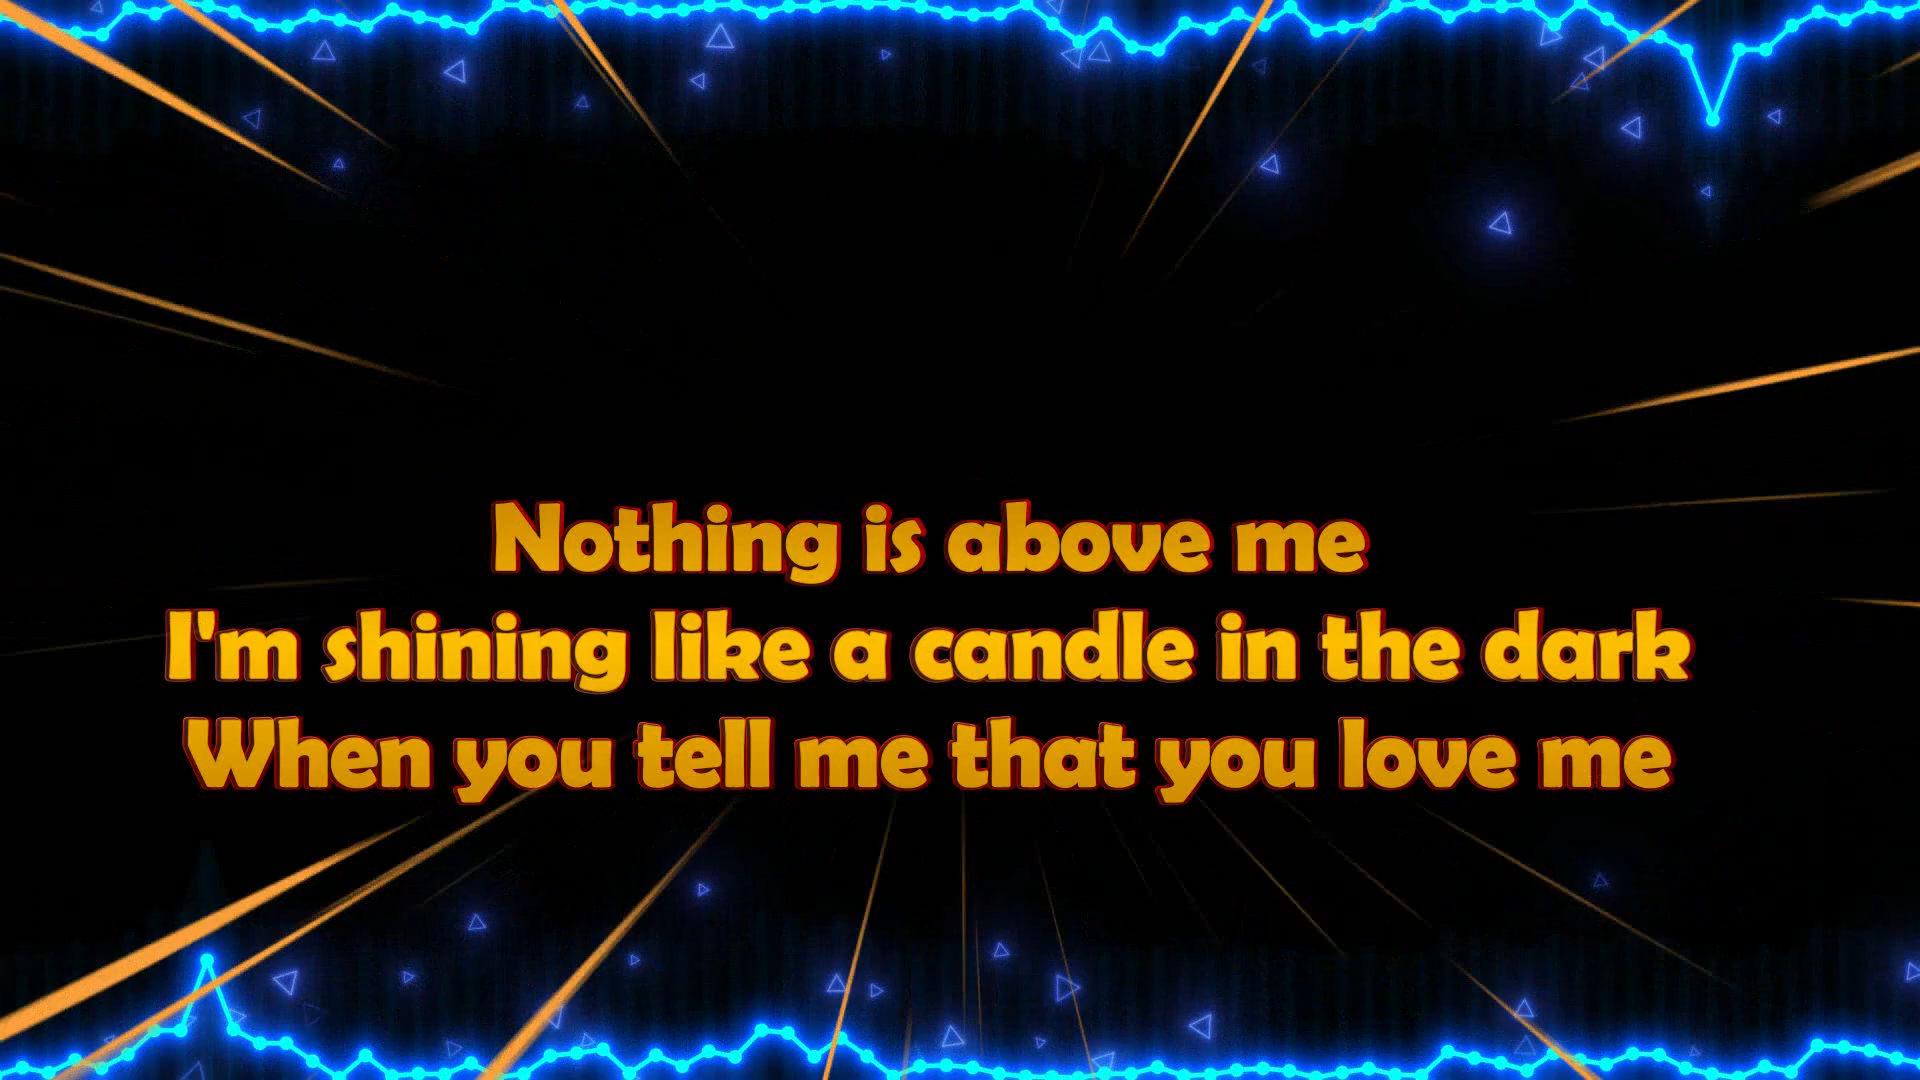 Nothing is above me
I'm shining like a candle in the dark
When you tell me that you love me